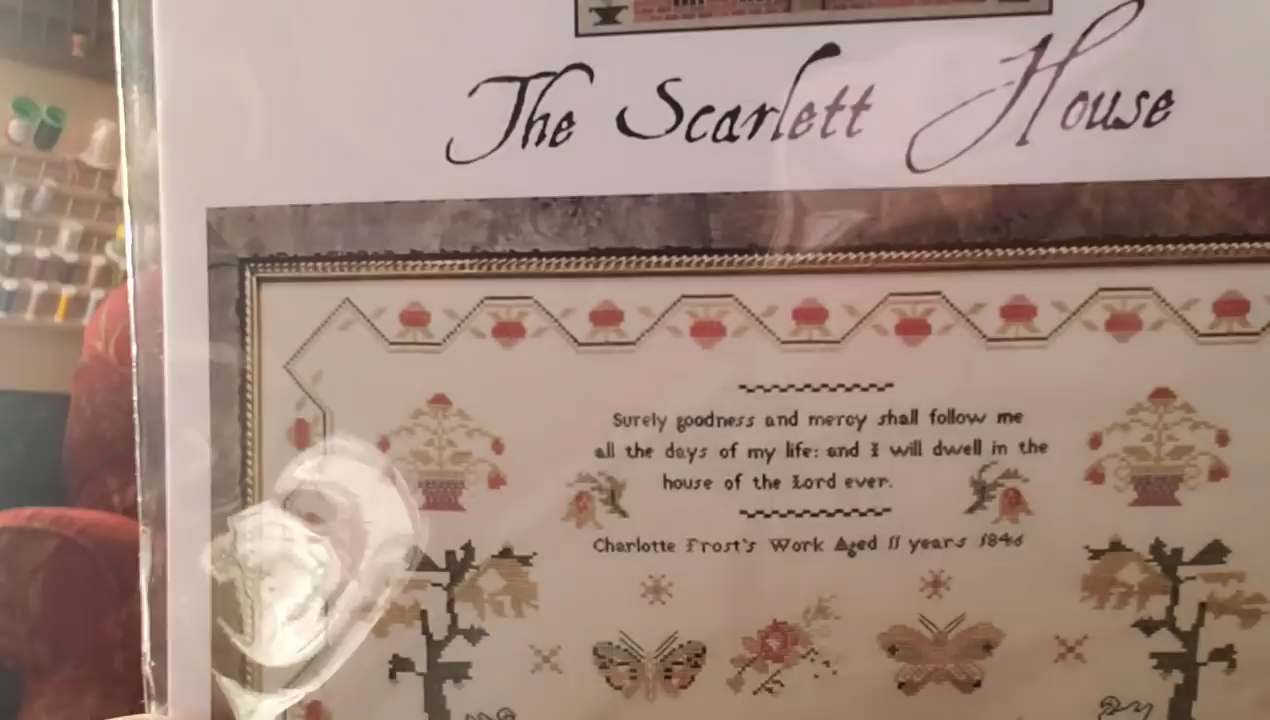 The Scarlett House
Surely goodness and mercy shall follow me
all the days of my life: and I will dwell in the
house of the Lord ever.
Charlotte Frost's Work Aged 11 years 1846